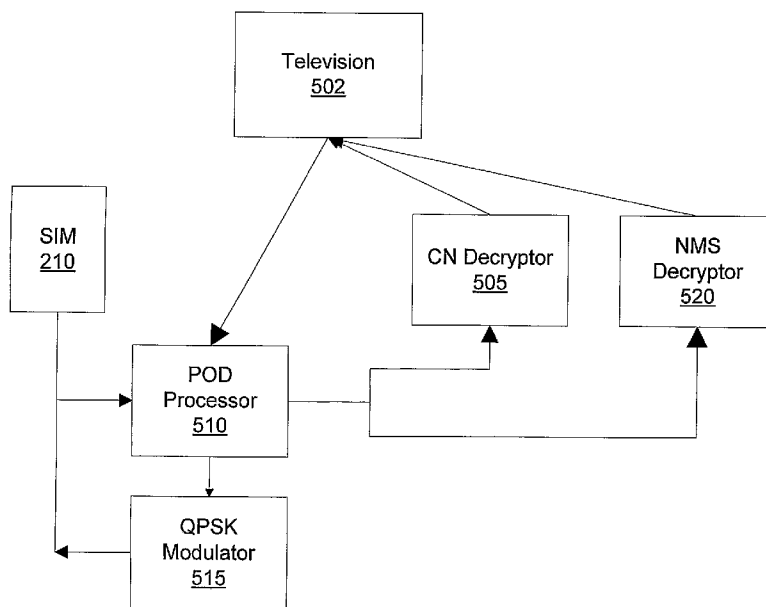 Television
502
SIM
210
CN Decryptor
505
NMS
Decryptor
520
POD
Processor
510
QPSK
Modulator
515